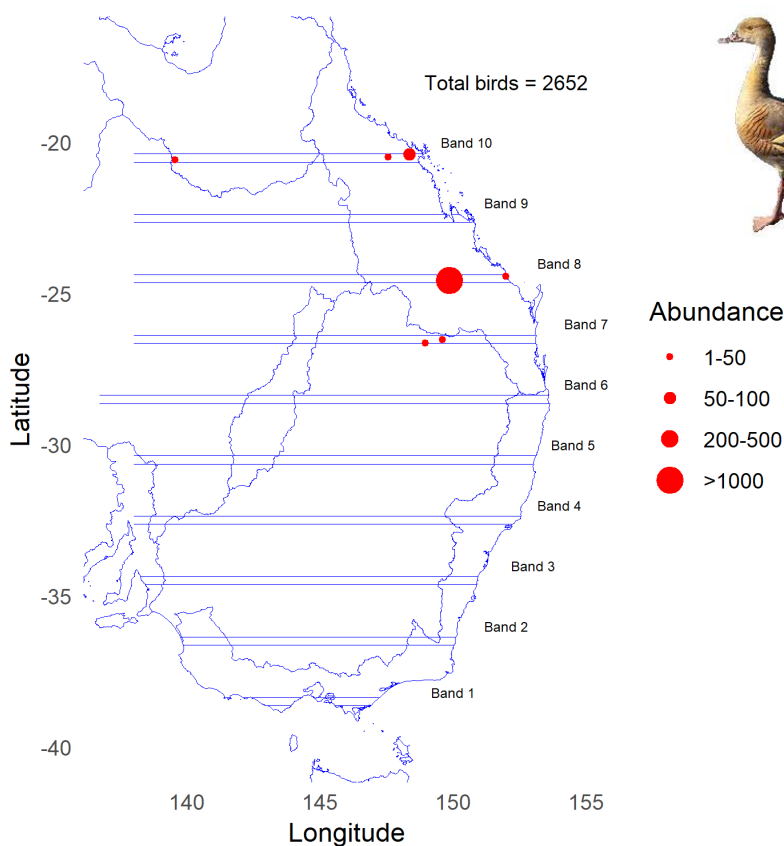 Total birds = 2652
-20
Band 10
Band 9
Band 8
-25
Abundance
Band 7
1-50
Band 6
50-100
Latitude
200-500
-30
Band 5
>1000
Band 4
Band 3
-35
Band 2
Band 1
-40
140
145
150
155
Longitude